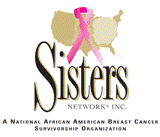 Sisters
NETWORK® INC.
A NATIONAL AFRICAN AMERICAN BREAST CANCER
SURVIVORSHIP ORGANIZATION